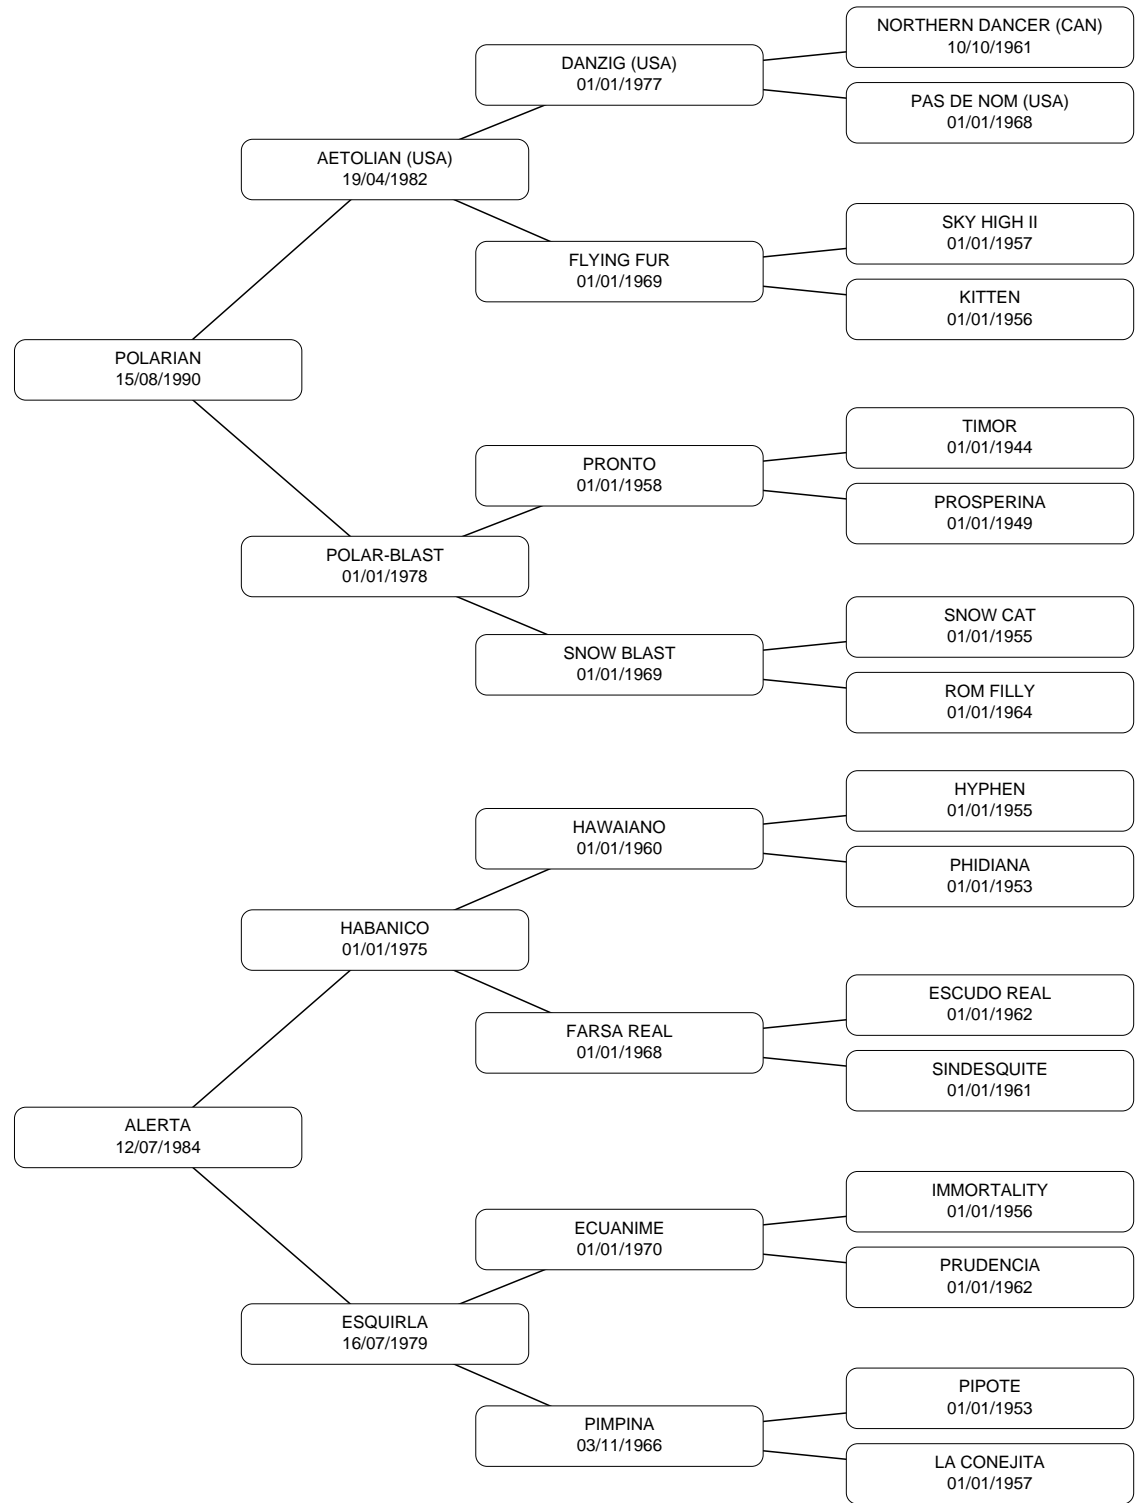 NORTHERN DANCER (CAN)
10/10/1961
DANZIG (USA)
01/01/1977
PAS DE NOM (USA)
01/01/1968
AETOLIAN (USA)
19/04/1982
SKY HIGH II
01/01/1957
FLYING FUR
01/01/1969
KITTEN
01/01/1956
POLARIAN
15/08/1990
TIMOR
01/01/1944
PRONTO
01/01/1958
PROSPERINA
01/01/1949
POLAR-BLAST
01/01/1978
SNOW CAT
01/01/1955
SNOW BLAST
01/01/1969
ROM FILLY
01/01/1964
HYPHEN
01/01/1955
HAWAIANO
01/01/1960
PHIDIANA
01/01/1953
HABANICO
01/01/1975
ESCUDO REAL
01/01/1962
FARSA REAL
01/01/1968
SINDESQUITE
01/01/1961
ALERTA
12/07/1984
IMMORTALITY
01/01/1956
ECUANIME
01/01/1970
PRUDENCIA
01/01/1962
ESQUIRLA
16/07/1979
PIPOTE
01/01/1953
PIMPINA
03/11/1966
LA CONEJITA
01/01/1957